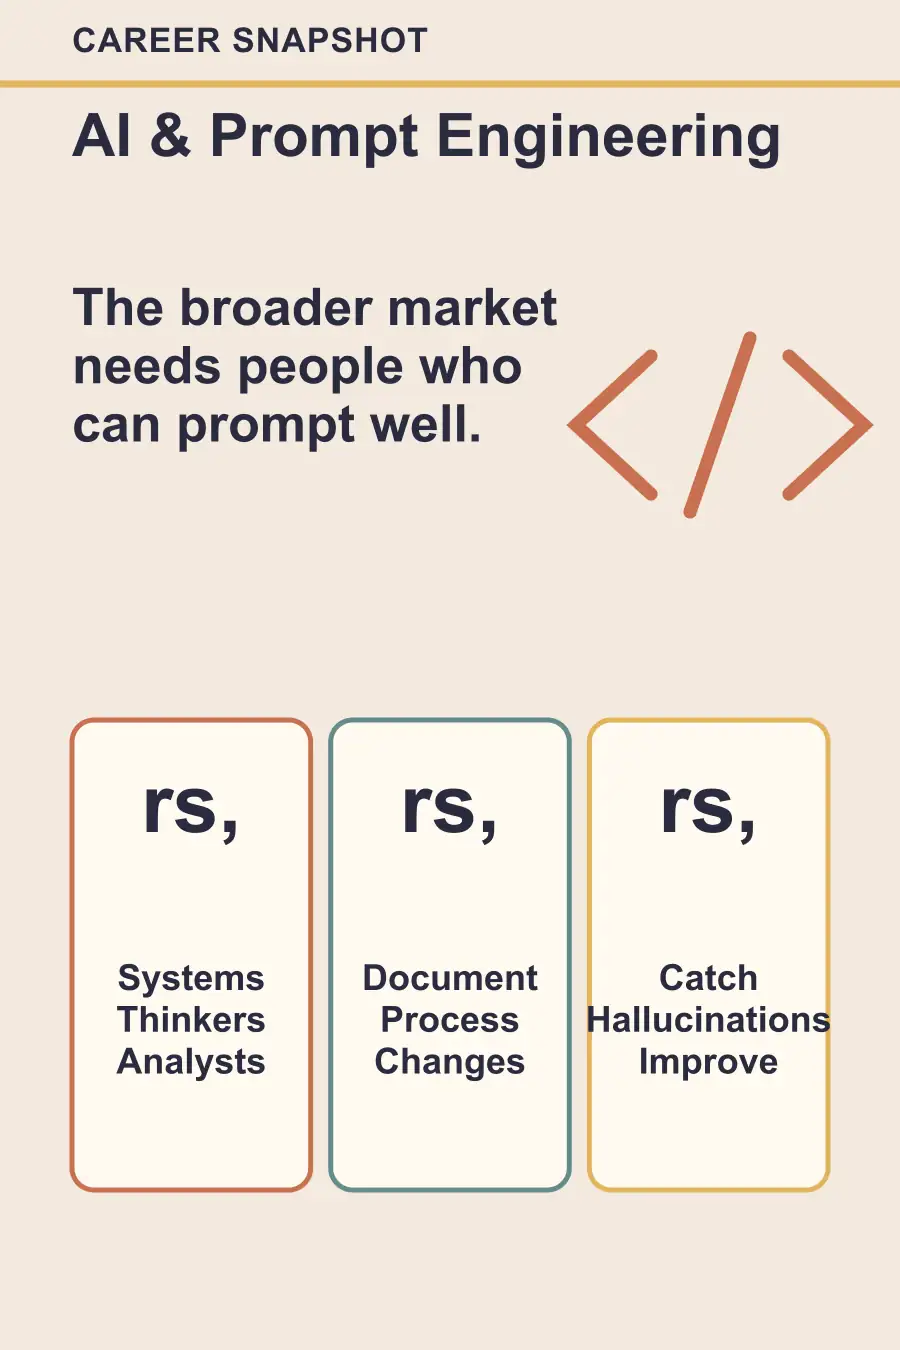 CAREER SNAPSHOT
AI & Prompt Engineering
The broader market
needs people who
can prompt well.
</>
rs,
Systems
Thinkers
Analysts
rs,
Document
Process
Changes
rs,
Catch
Hallucinations
Improve